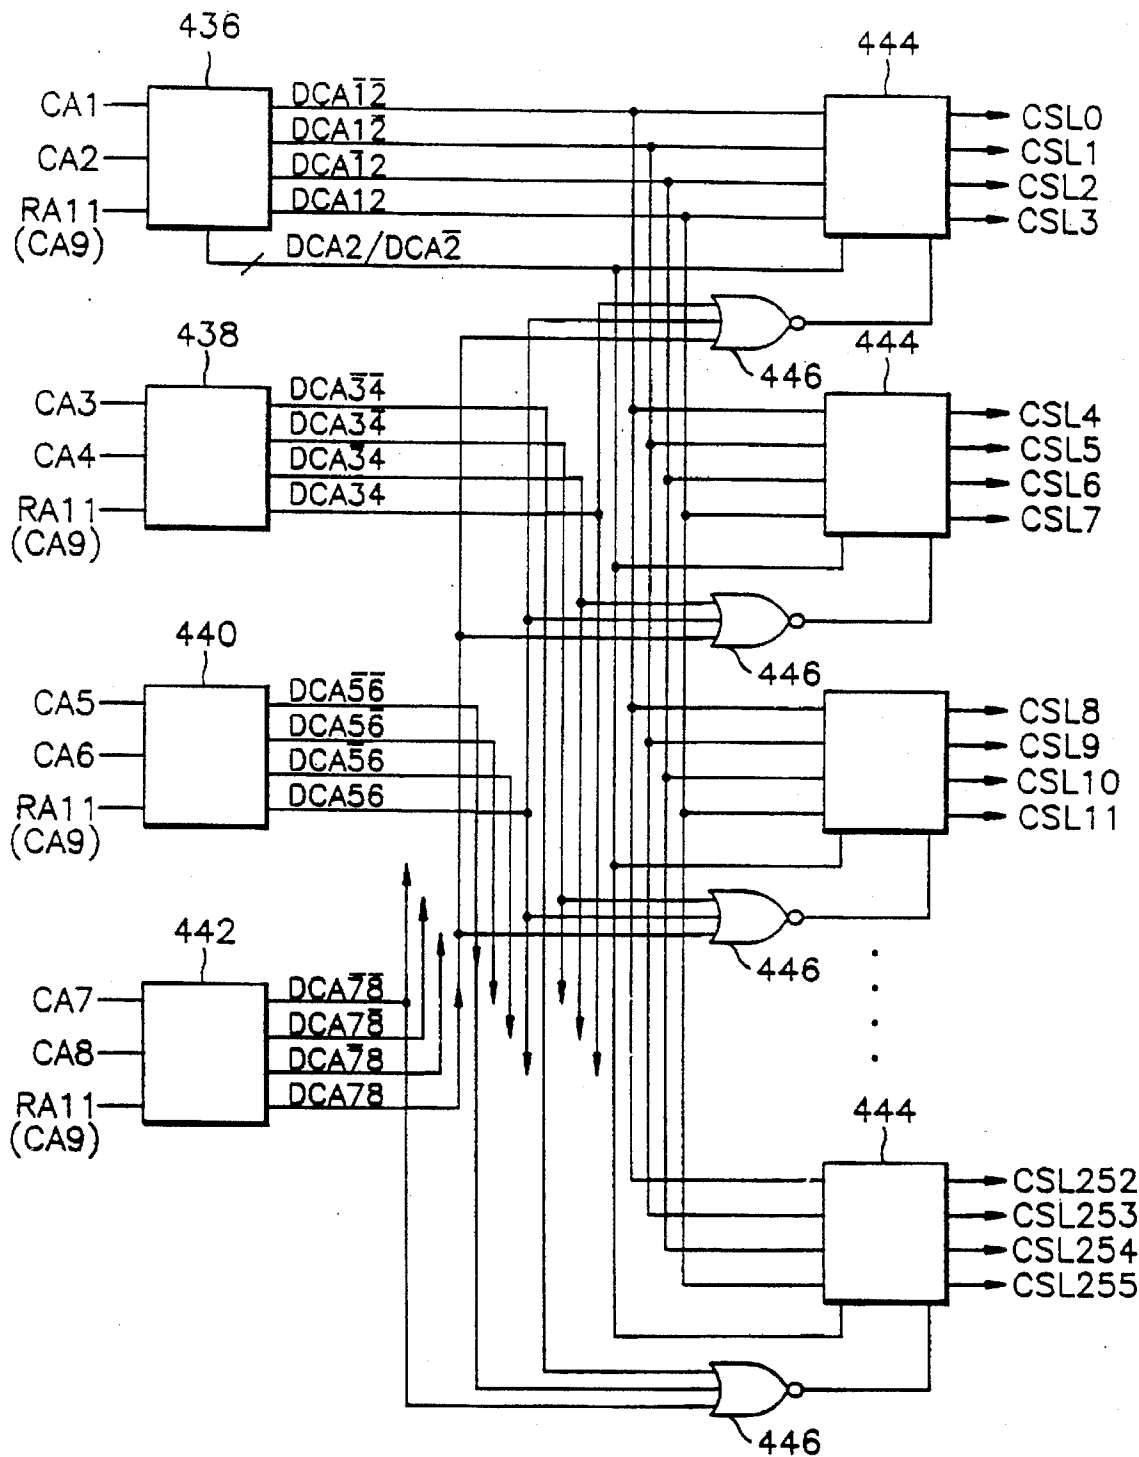 436
444
CA1
CA2
RA11
(CA9)
DCA1̅2̅
DCA12̅
DCA1̅2
DCA12
DCA2/DCA2̅
CSL0
CSL1
CSL2
CSL3
446
438
444
CA3
CA4
RA11
(CA9)
DCA3̅4̅
DCA34̅
DCA3̅4
DCA34
CSL4
CSL5
CSL6
CSL7
446
440
CA5
CA6
RA11
(CA9)
DCA5̅6̅
DCA56̅
DCA5̅6
DCA56
CSL8
CSL9
CSL10
CSL11
446
442
CA7
CA8
RA11
(CA9)
DCA7̅8̅
DCA78̅
DCA7̅8
DCA78
444
CSL252
CSL253
CSL254
CSL255
446